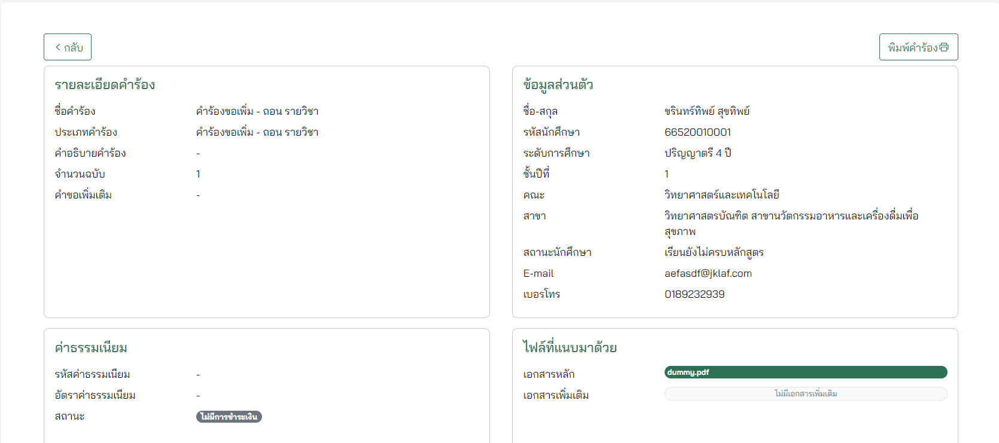 กลับ
พิมพ์คำร้อง
รายละเอียดคำร้อง
ชื่อคำร้อง คำร้องขอเพิ่ม - ถอน รายวิชา
ประเภทคำร้อง คำร้องขอเพิ่ม - ถอน รายวิชา
คำอธิบายคำร้อง -
จำนวนฉบับ 1
คำขอเพิ่มเติม -
ข้อมูลส่วนตัว
ชื่อ-สกุล ขรินทร์ทิพย์ สุขทิพย์
รหัสนักศึกษา 66520010001
ระดับการศึกษา ปริญญาตรี 4 ปี
ชั้นปีที่ 1
คณะ วิทยาศาสตร์และเทคโนโลยี
สาขา วิทยาศาสตรบัณฑิต สาขานวัตกรรมอาหารและเครื่องดื่มเพื่อ
สุขภาพ
สถานะนักศึกษา เรียนยังไม่ครบหลักสูตร
E-mail aefasdf@jklaf.com
เบอร์โทร 0189232939
ค่าธรรมเนียม
รหัสค่าธรรมเนียม -
อัตราค่าธรรมเนียม -
สถานะ ไม่มีการชำระเงิน
ไฟล์ที่แนบมาด้วย
เอกสารหลัก dummy.pdf
เอกสารเพิ่มเติม ไม่มีเอกสารเพิ่มเติม